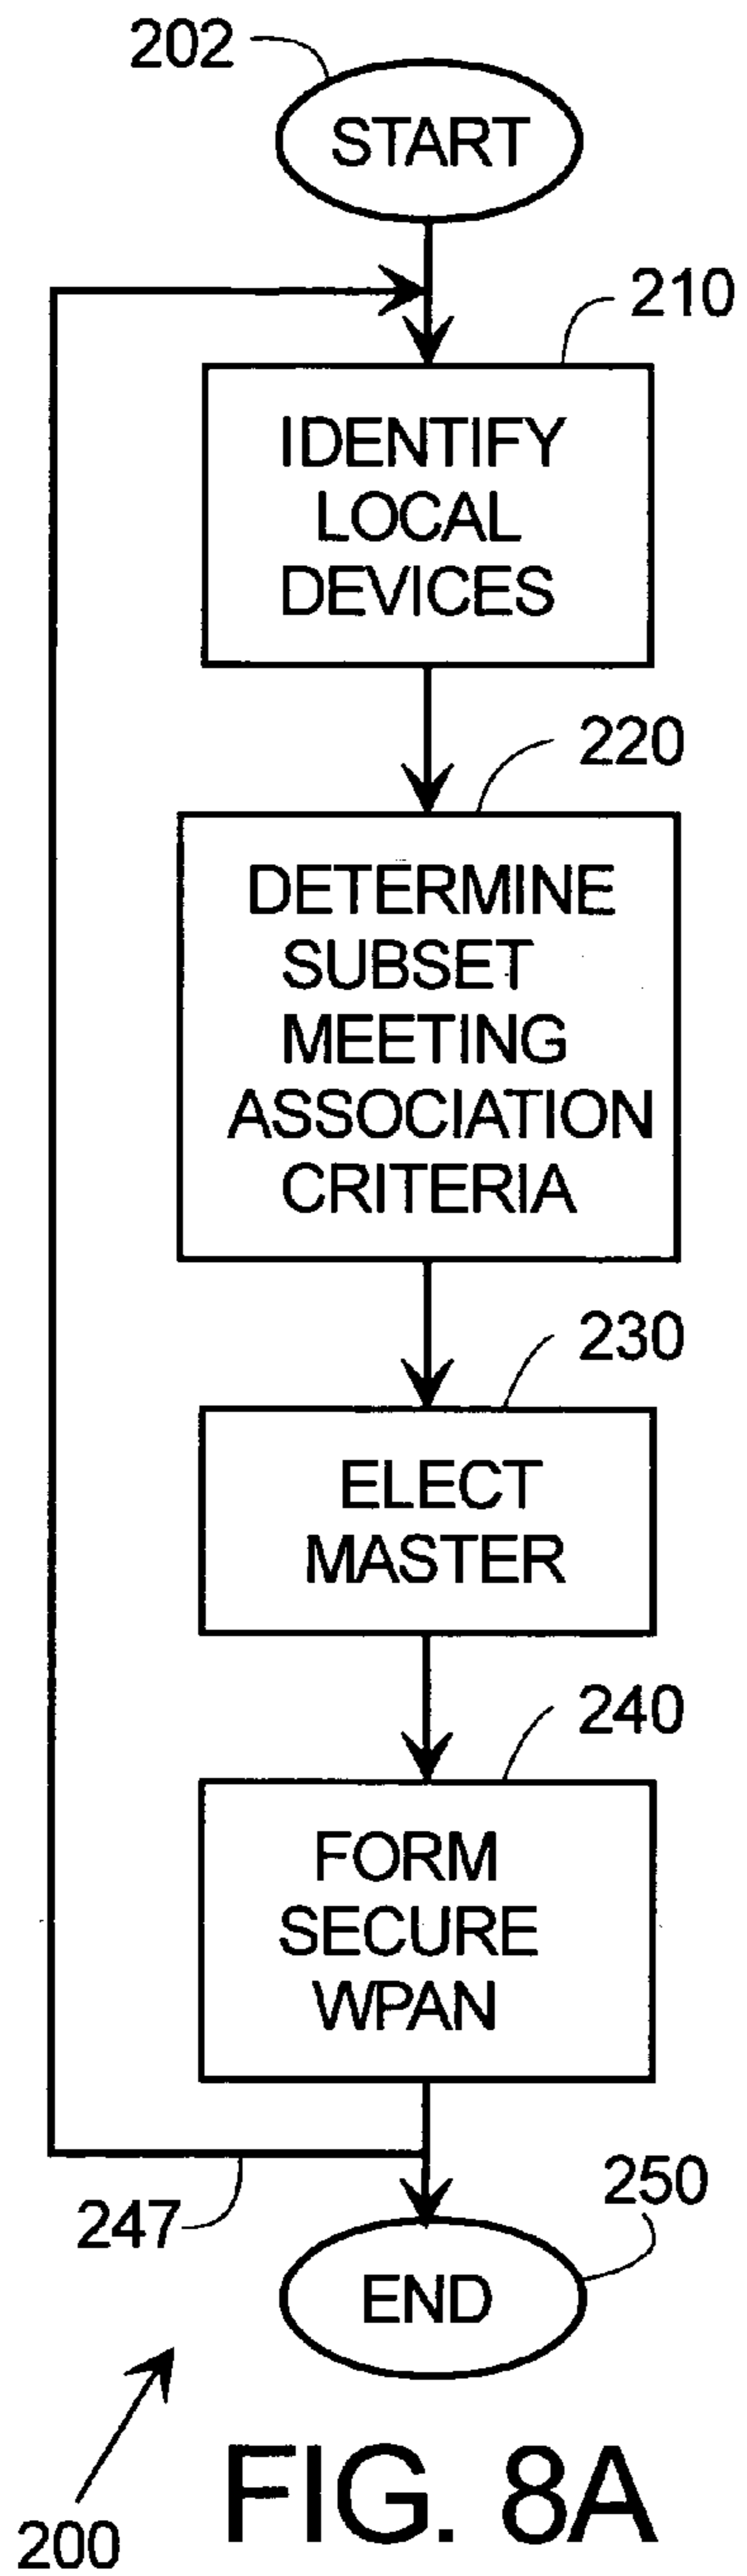 202
START
210
IDENTIFY
LOCAL
DEVICES
220
DETERMINE
SUBSET
MEETING
ASSOCIATION
CRITERIA
230
ELECT
MASTER
240
FORM
SECURE
WPAN
247
250
END
200
FIG. 8A